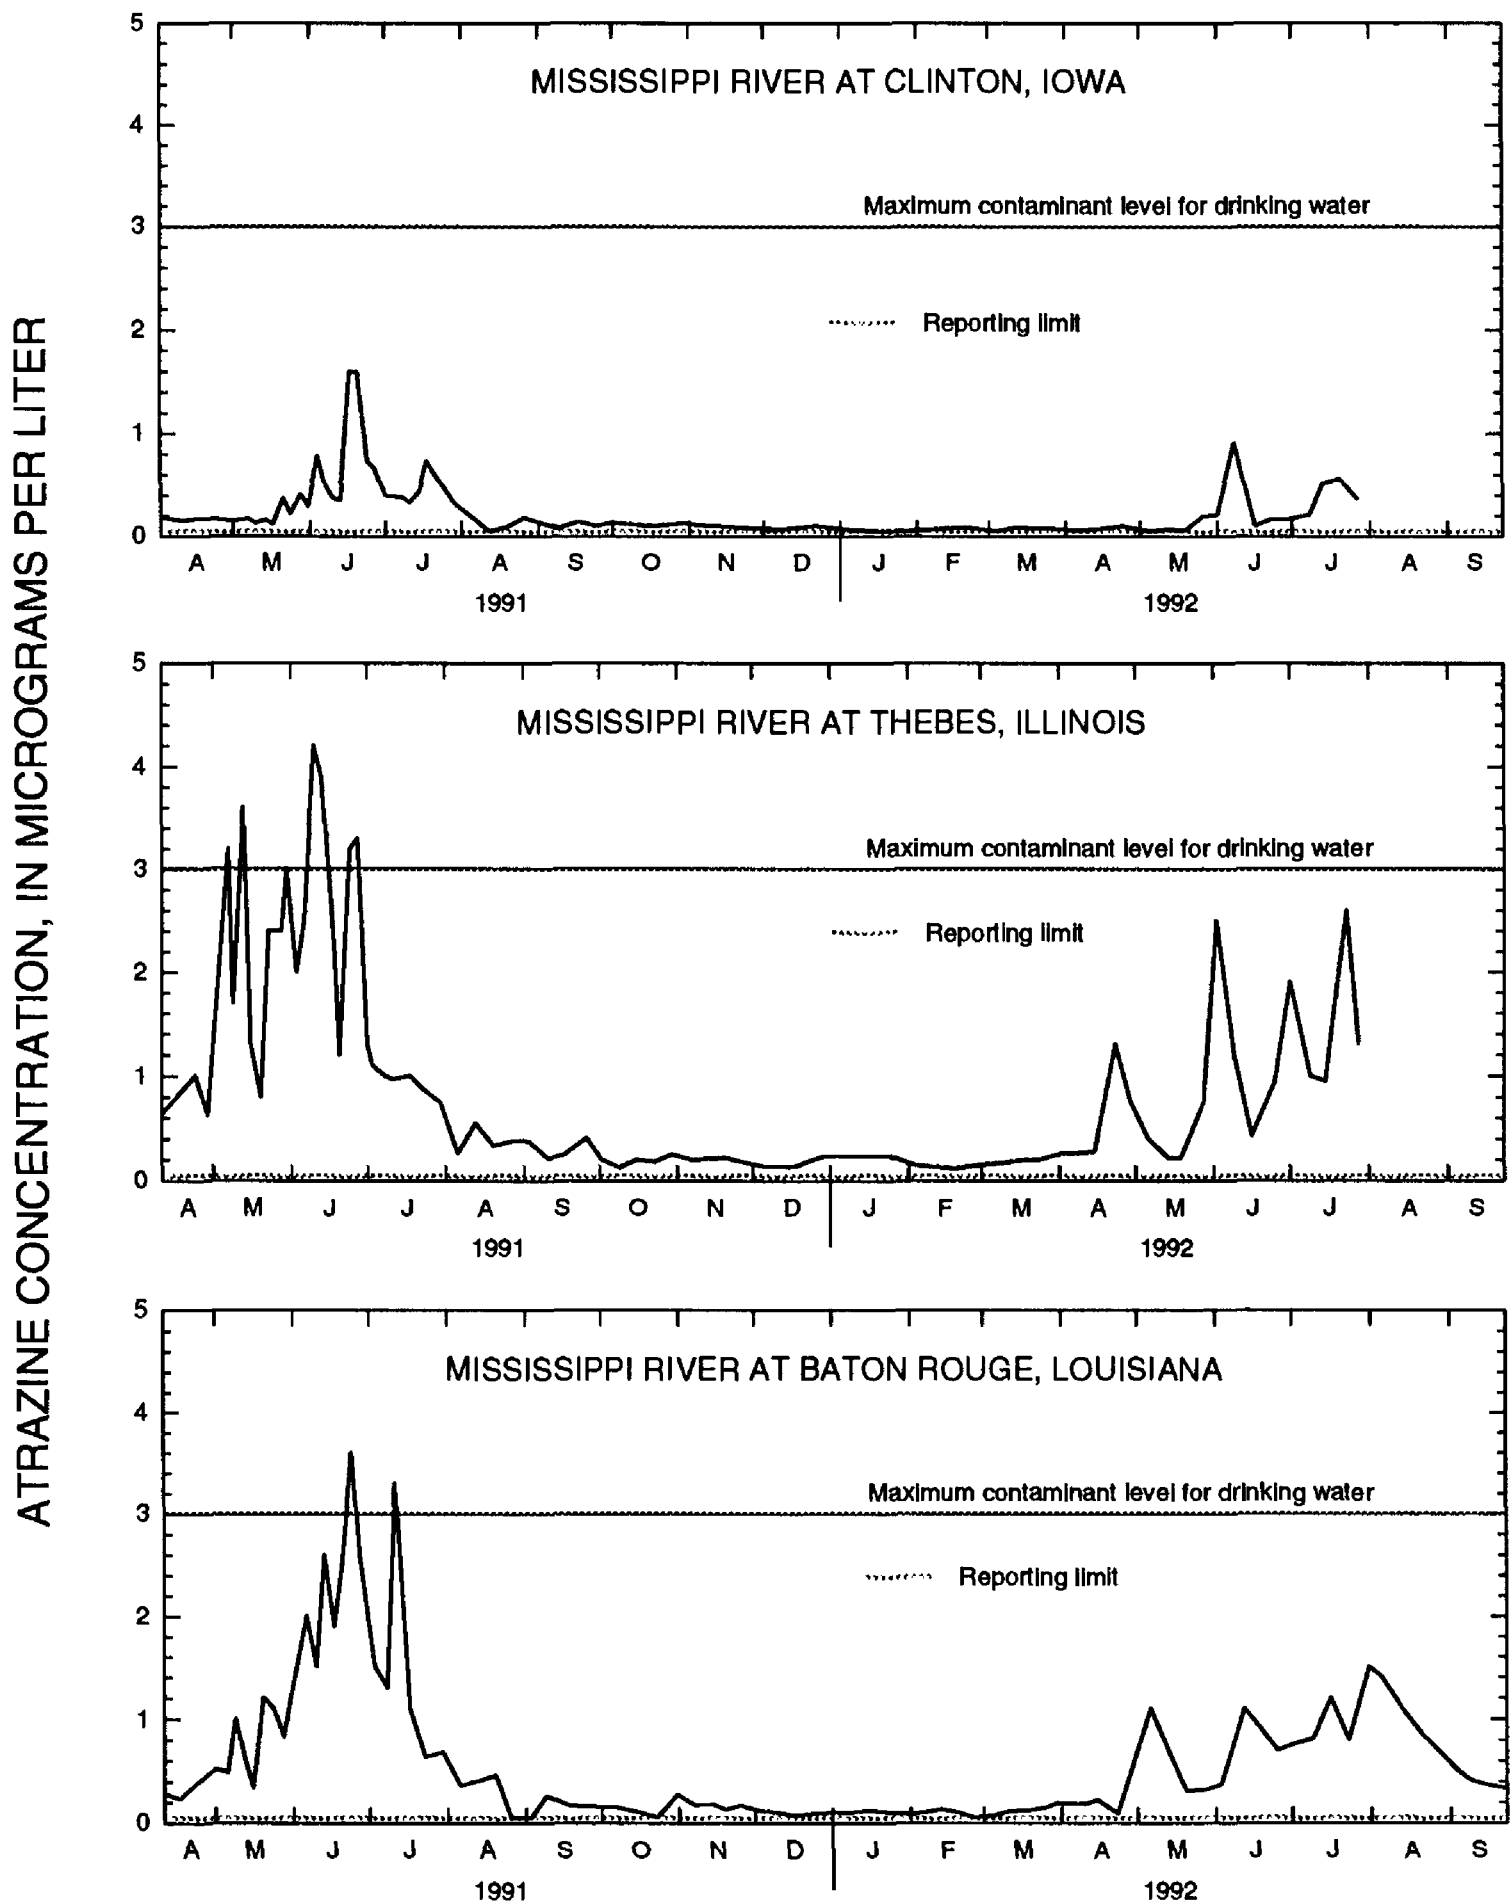 ATRAZINE CONCENTRATION, IN MICROGRAMS PER LITER
MISSISSIPPI RIVER AT CLINTON, IOWA
5
4
3
2
1
0
Maximum contaminant level for drinking water
Reporting limit
A M J J A S O N D J F M A M J J A S
1991 1992
MISSISSIPPI RIVER AT THEBES, ILLINOIS
5
4
3
2
1
0
Maximum contaminant level for drinking water
Reporting limit
A M J J A S O N D J F M A M J J A S
1991 1992
MISSISSIPPI RIVER AT BATON ROUGE, LOUISIANA
5
4
3
2
1
0
Maximum contaminant level for drinking water
Reporting limit
A M J J A S O N D J F M A M J J A S
1991 1992